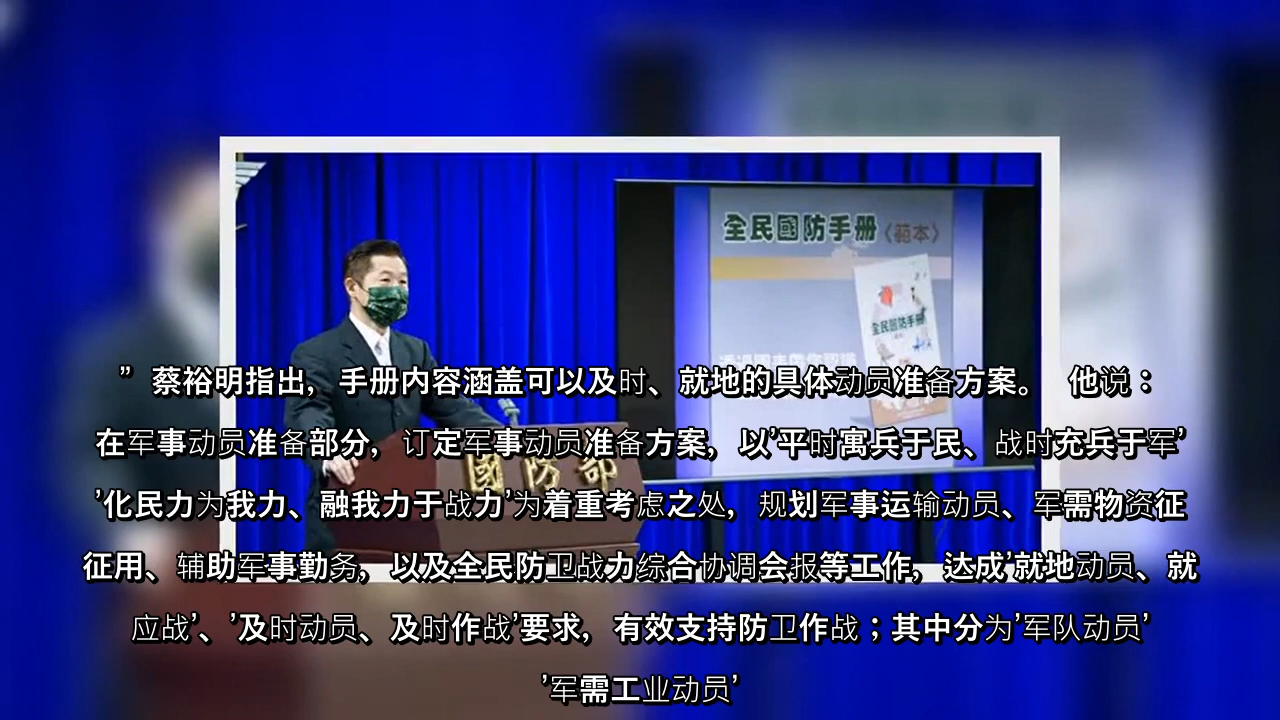 全民國防手册〈範本〉
全民國防手册
”蔡裕明指出，手册内容涵盖可以及时、就地的具体动员准备方案。 他说：
在军事动员准备部分，订定军事动员准备方案，以’平时寓兵于民、战时充兵于军’
’化民力为我力、融我力于战力’为着重考虑之处，规划军事运输动员、军需物资征
征用、辅助军事勤务，以及全民防卫战力综合协调会报等工作，达成’就地动员、就
应战’、’及时动员、及时作战’要求，有效支持防卫作战；其中分为’军队动员’
’军需工业动员’
國防部